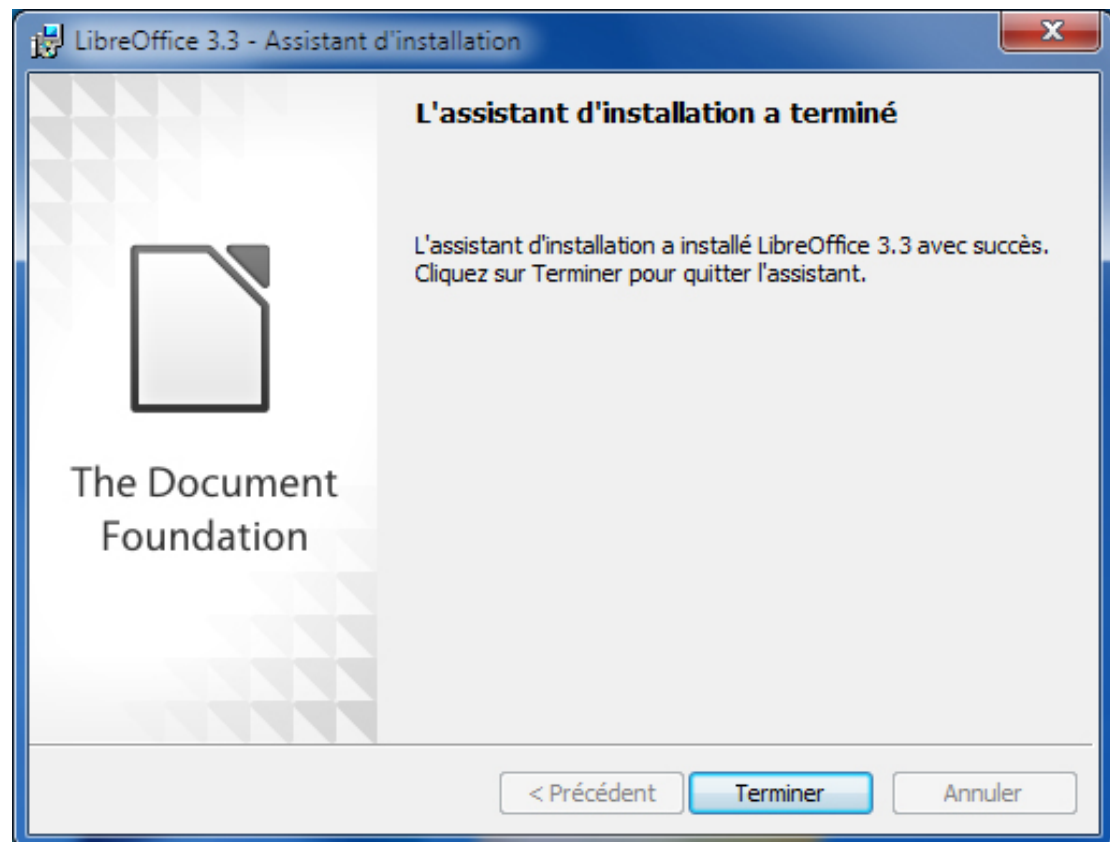 LibreOffice 3.3 - Assistant d'installation
L'assistant d'installation a terminé
L'assistant d'installation a installé LibreOffice 3.3 avec succès.
Cliquez sur Terminer pour quitter l'assistant.
The Document
Foundation
< Précédent
Terminer
Annuler